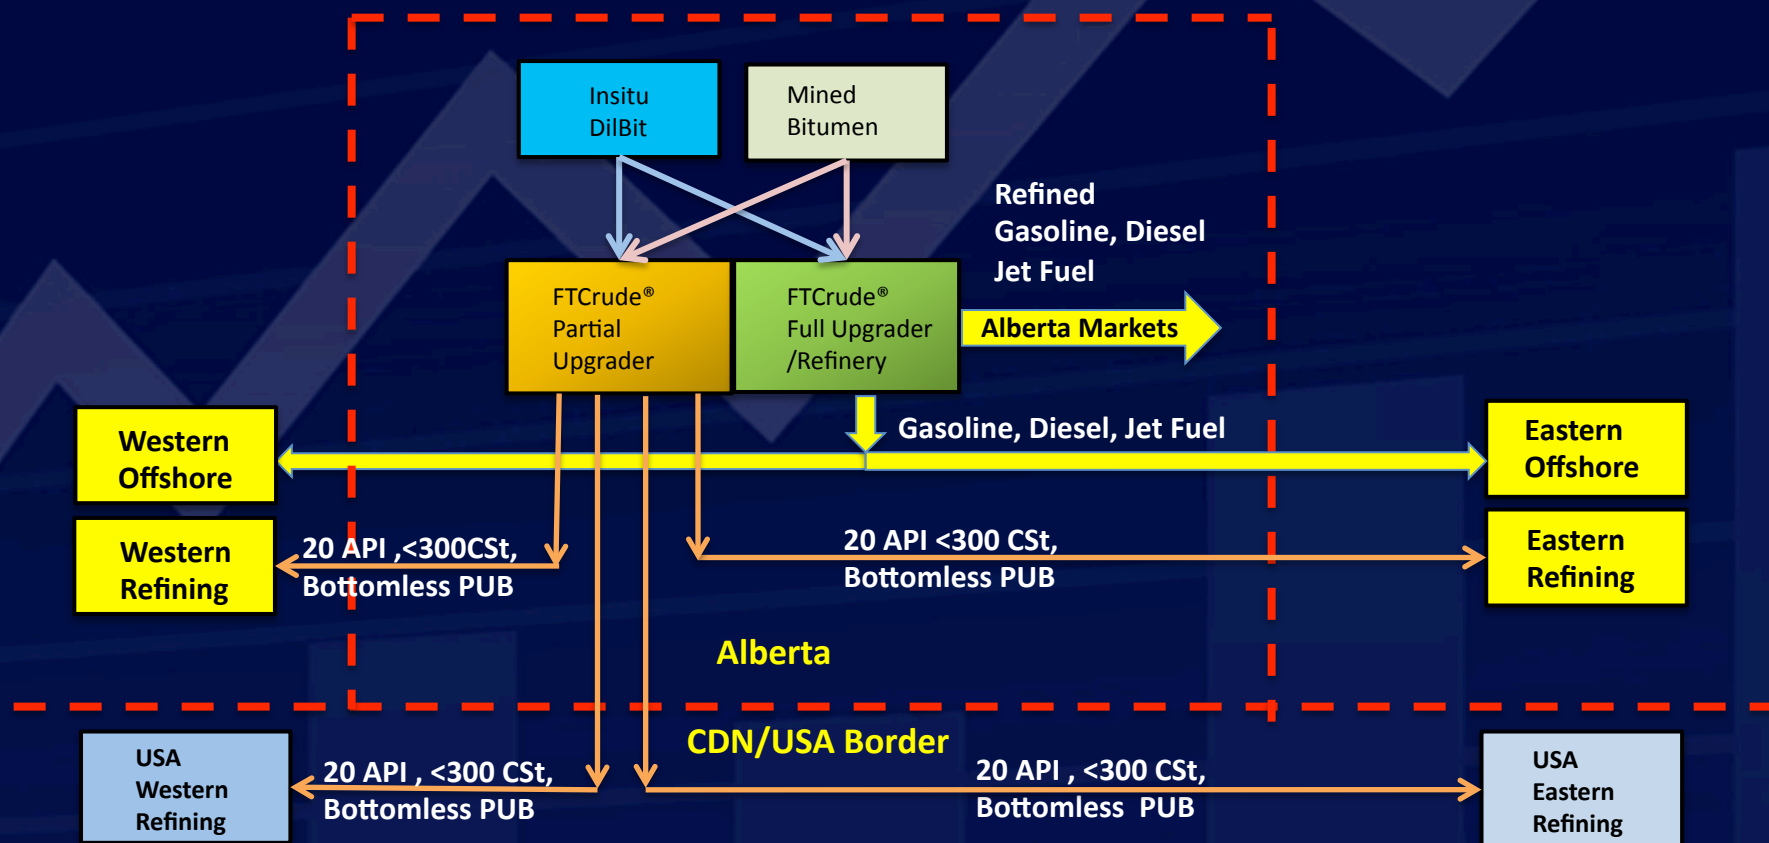 Insitu
DilBit
Mined
Bitumen
Refined
Gasoline, Diesel
Jet Fuel
FTCrude®
Partial
Upgrader
FTCrude®
Full Upgrader
/Refinery
Alberta Markets
Western
Offshore
Gasoline, Diesel, Jet Fuel
Eastern
Offshore
Western
Refining
20 API ,<300CSt,
Bottomless PUB
20 API <300 CSt,
Bottomless PUB
Eastern
Refining
Alberta
CDN/USA Border
USA
Western
Refining
20 API , <300 CSt,
Bottomless PUB
20 API , <300 CSt,
Bottomless  PUB
USA
Eastern
Refining